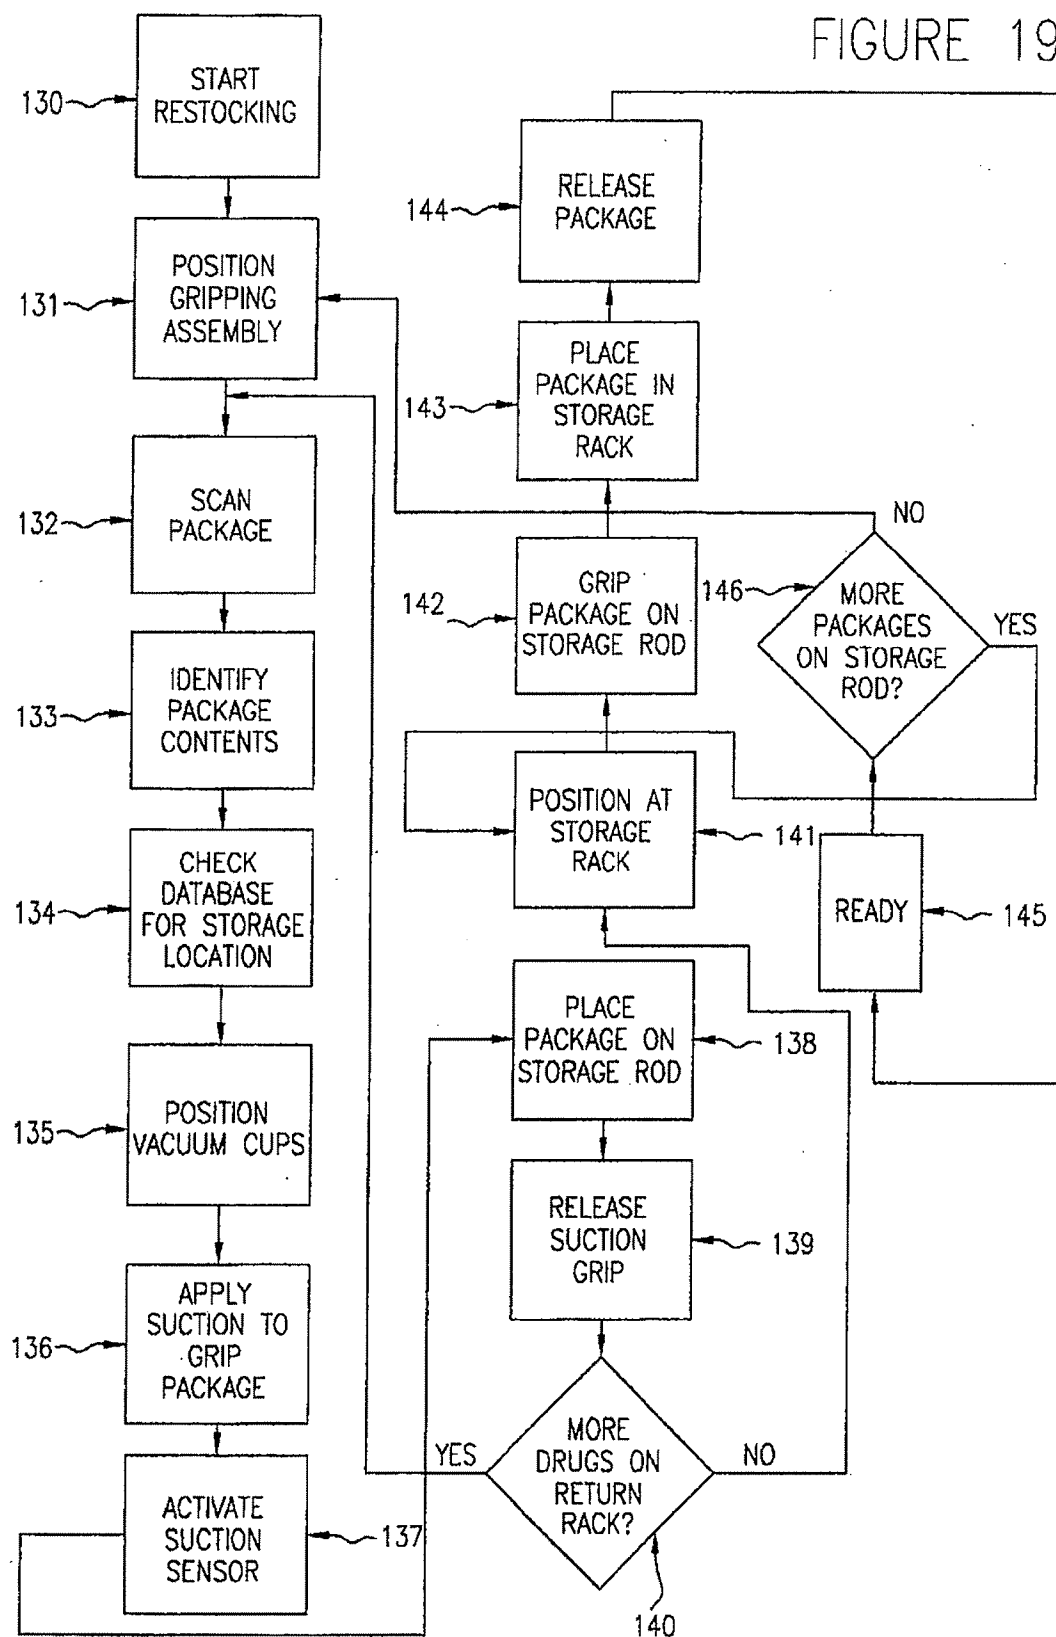 FIGURE 19
130
START
RESTOCKING
131
POSITION
GRIPPING
ASSEMBLY
132
SCAN
PACKAGE
133
IDENTIFY
PACKAGE
CONTENTS
134
CHECK
DATABASE
FOR STORAGE
LOCATION
135
POSITION
VACUUM CUPS
136
APPLY
SUCTION TO
GRIP
PACKAGE
137
ACTIVATE
SUCTION
SENSOR
138
PLACE
PACKAGE ON
STORAGE ROD
139
RELEASE
SUCTION
GRIP
140
MORE
DRUGS ON
RETURN
RACK?
YES
NO
141
POSITION AT
STORAGE
RACK
142
GRIP
PACKAGE ON
STORAGE ROD
143
PLACE
PACKAGE IN
STORAGE
RACK
144
RELEASE
PACKAGE
145
READY
146
MORE
PACKAGES
ON STORAGE
ROD?
NO
YES